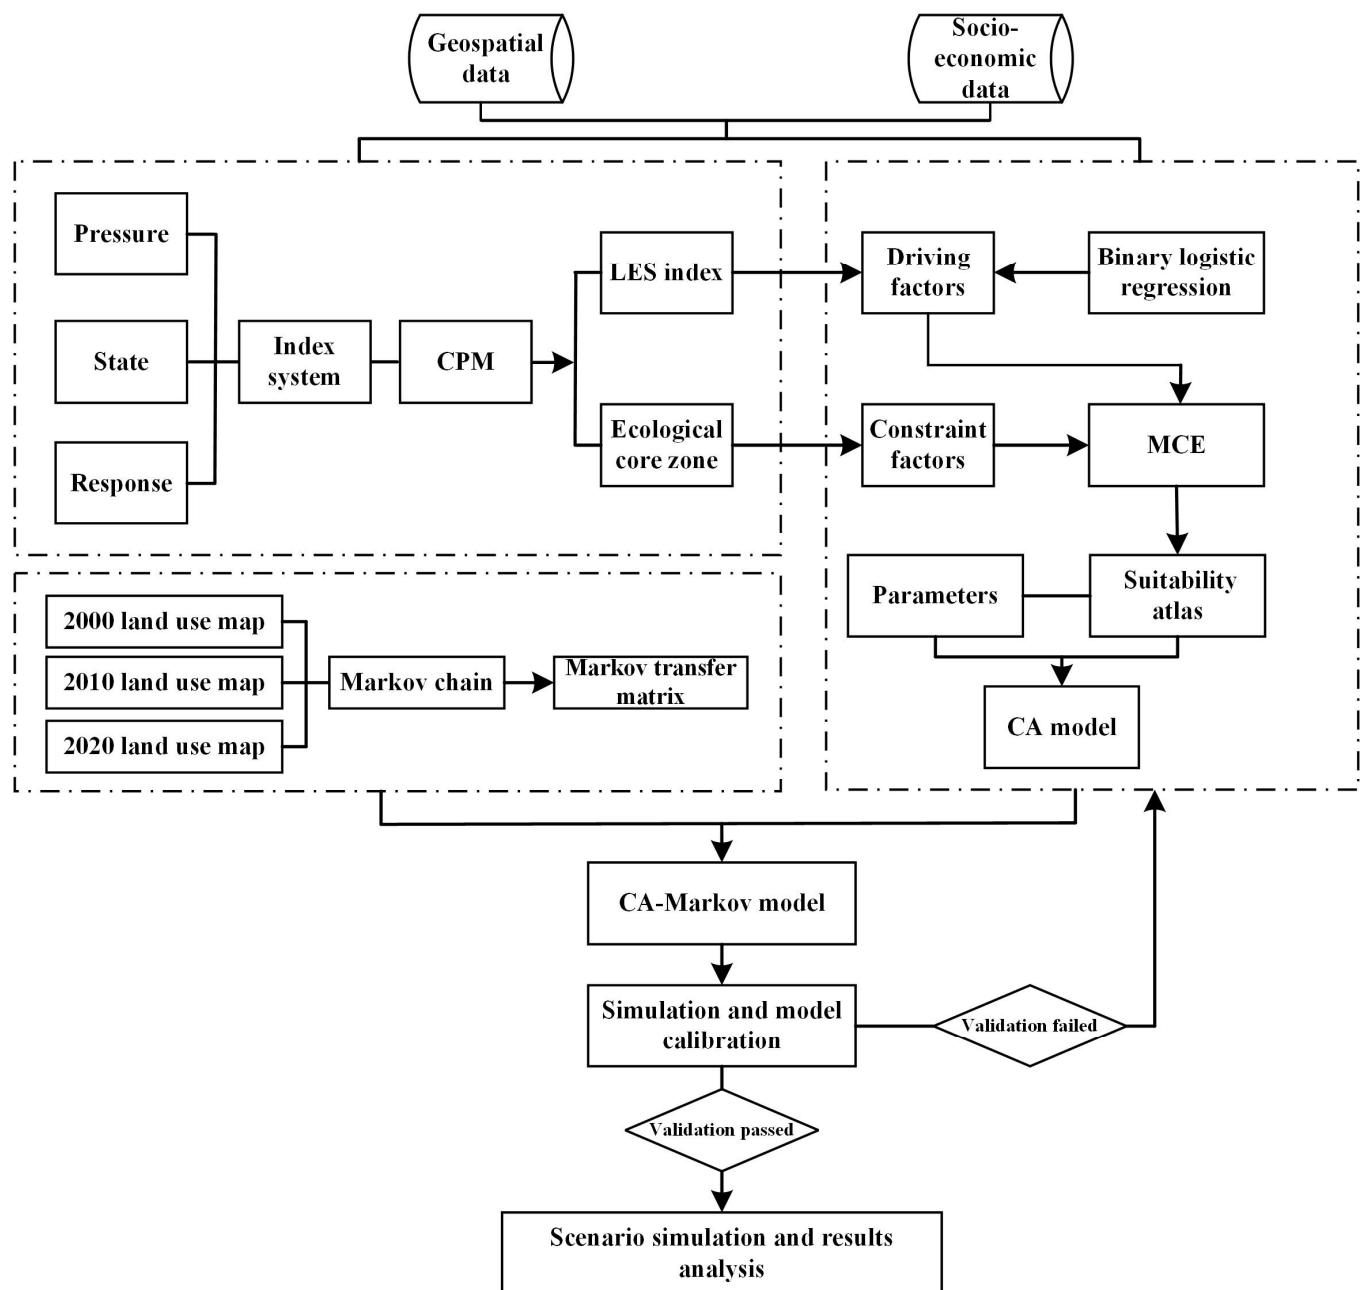 Geospatial
data
Socio-
economic
data
Pressure
State
Response
Index
system
CPM
LES index
Ecological
core zone
Driving
factors
Binary logistic
regression
Constraint
factors
MCE
Parameters
Suitability
atlas
CA model
2000 land use map
2010 land use map
2020 land use map
Markov chain
Markov transfer
matrix
CA-Markov model
Simulation and model
calibration
Validation failed
Validation passed
Scenario simulation and results
analysis